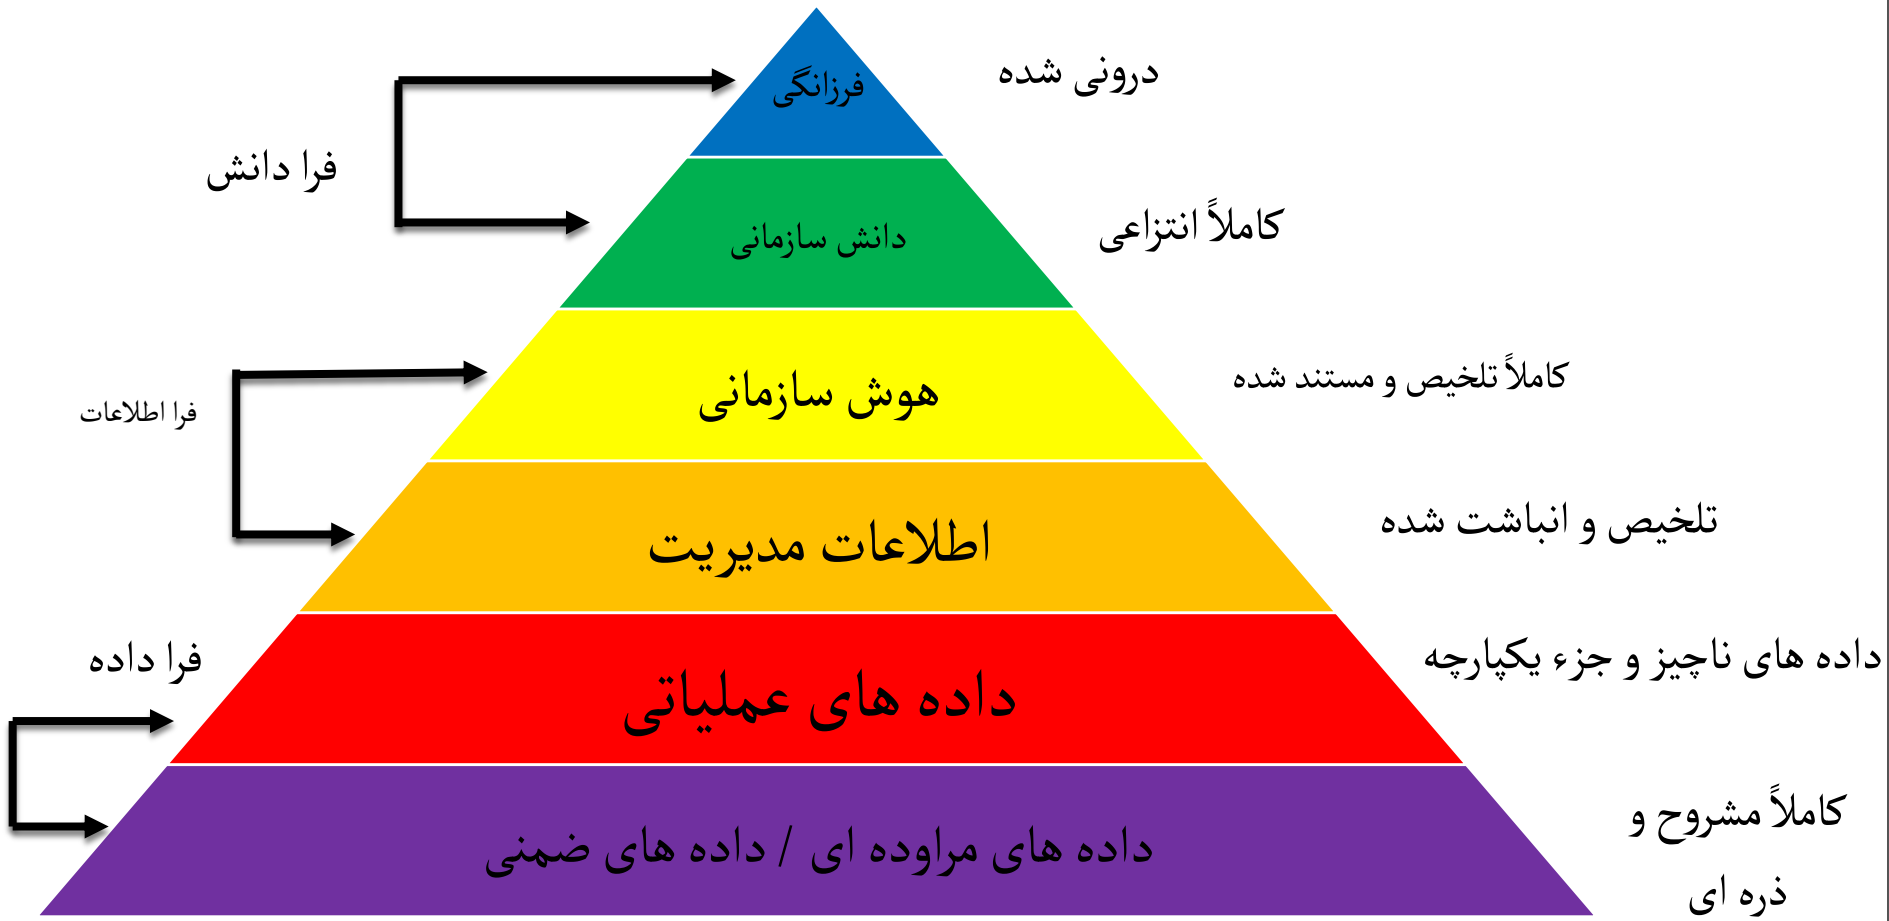 درونی شده
فرزانگی
فرا دانش
کاملاً انتزاعی
دانش سازمانی
کاملاً تلخیص و مستند شده
هوش سازمانی
فرا اطلاعات
تلخیص و انباشت شده
اطلاعات مدیریت
داده های ناچیز و جزء یکپارچه
فرا داده
داده های عملیاتی
کاملاً مشروح و
ذره ای
داده های مراوده ای / داده های ضمنی